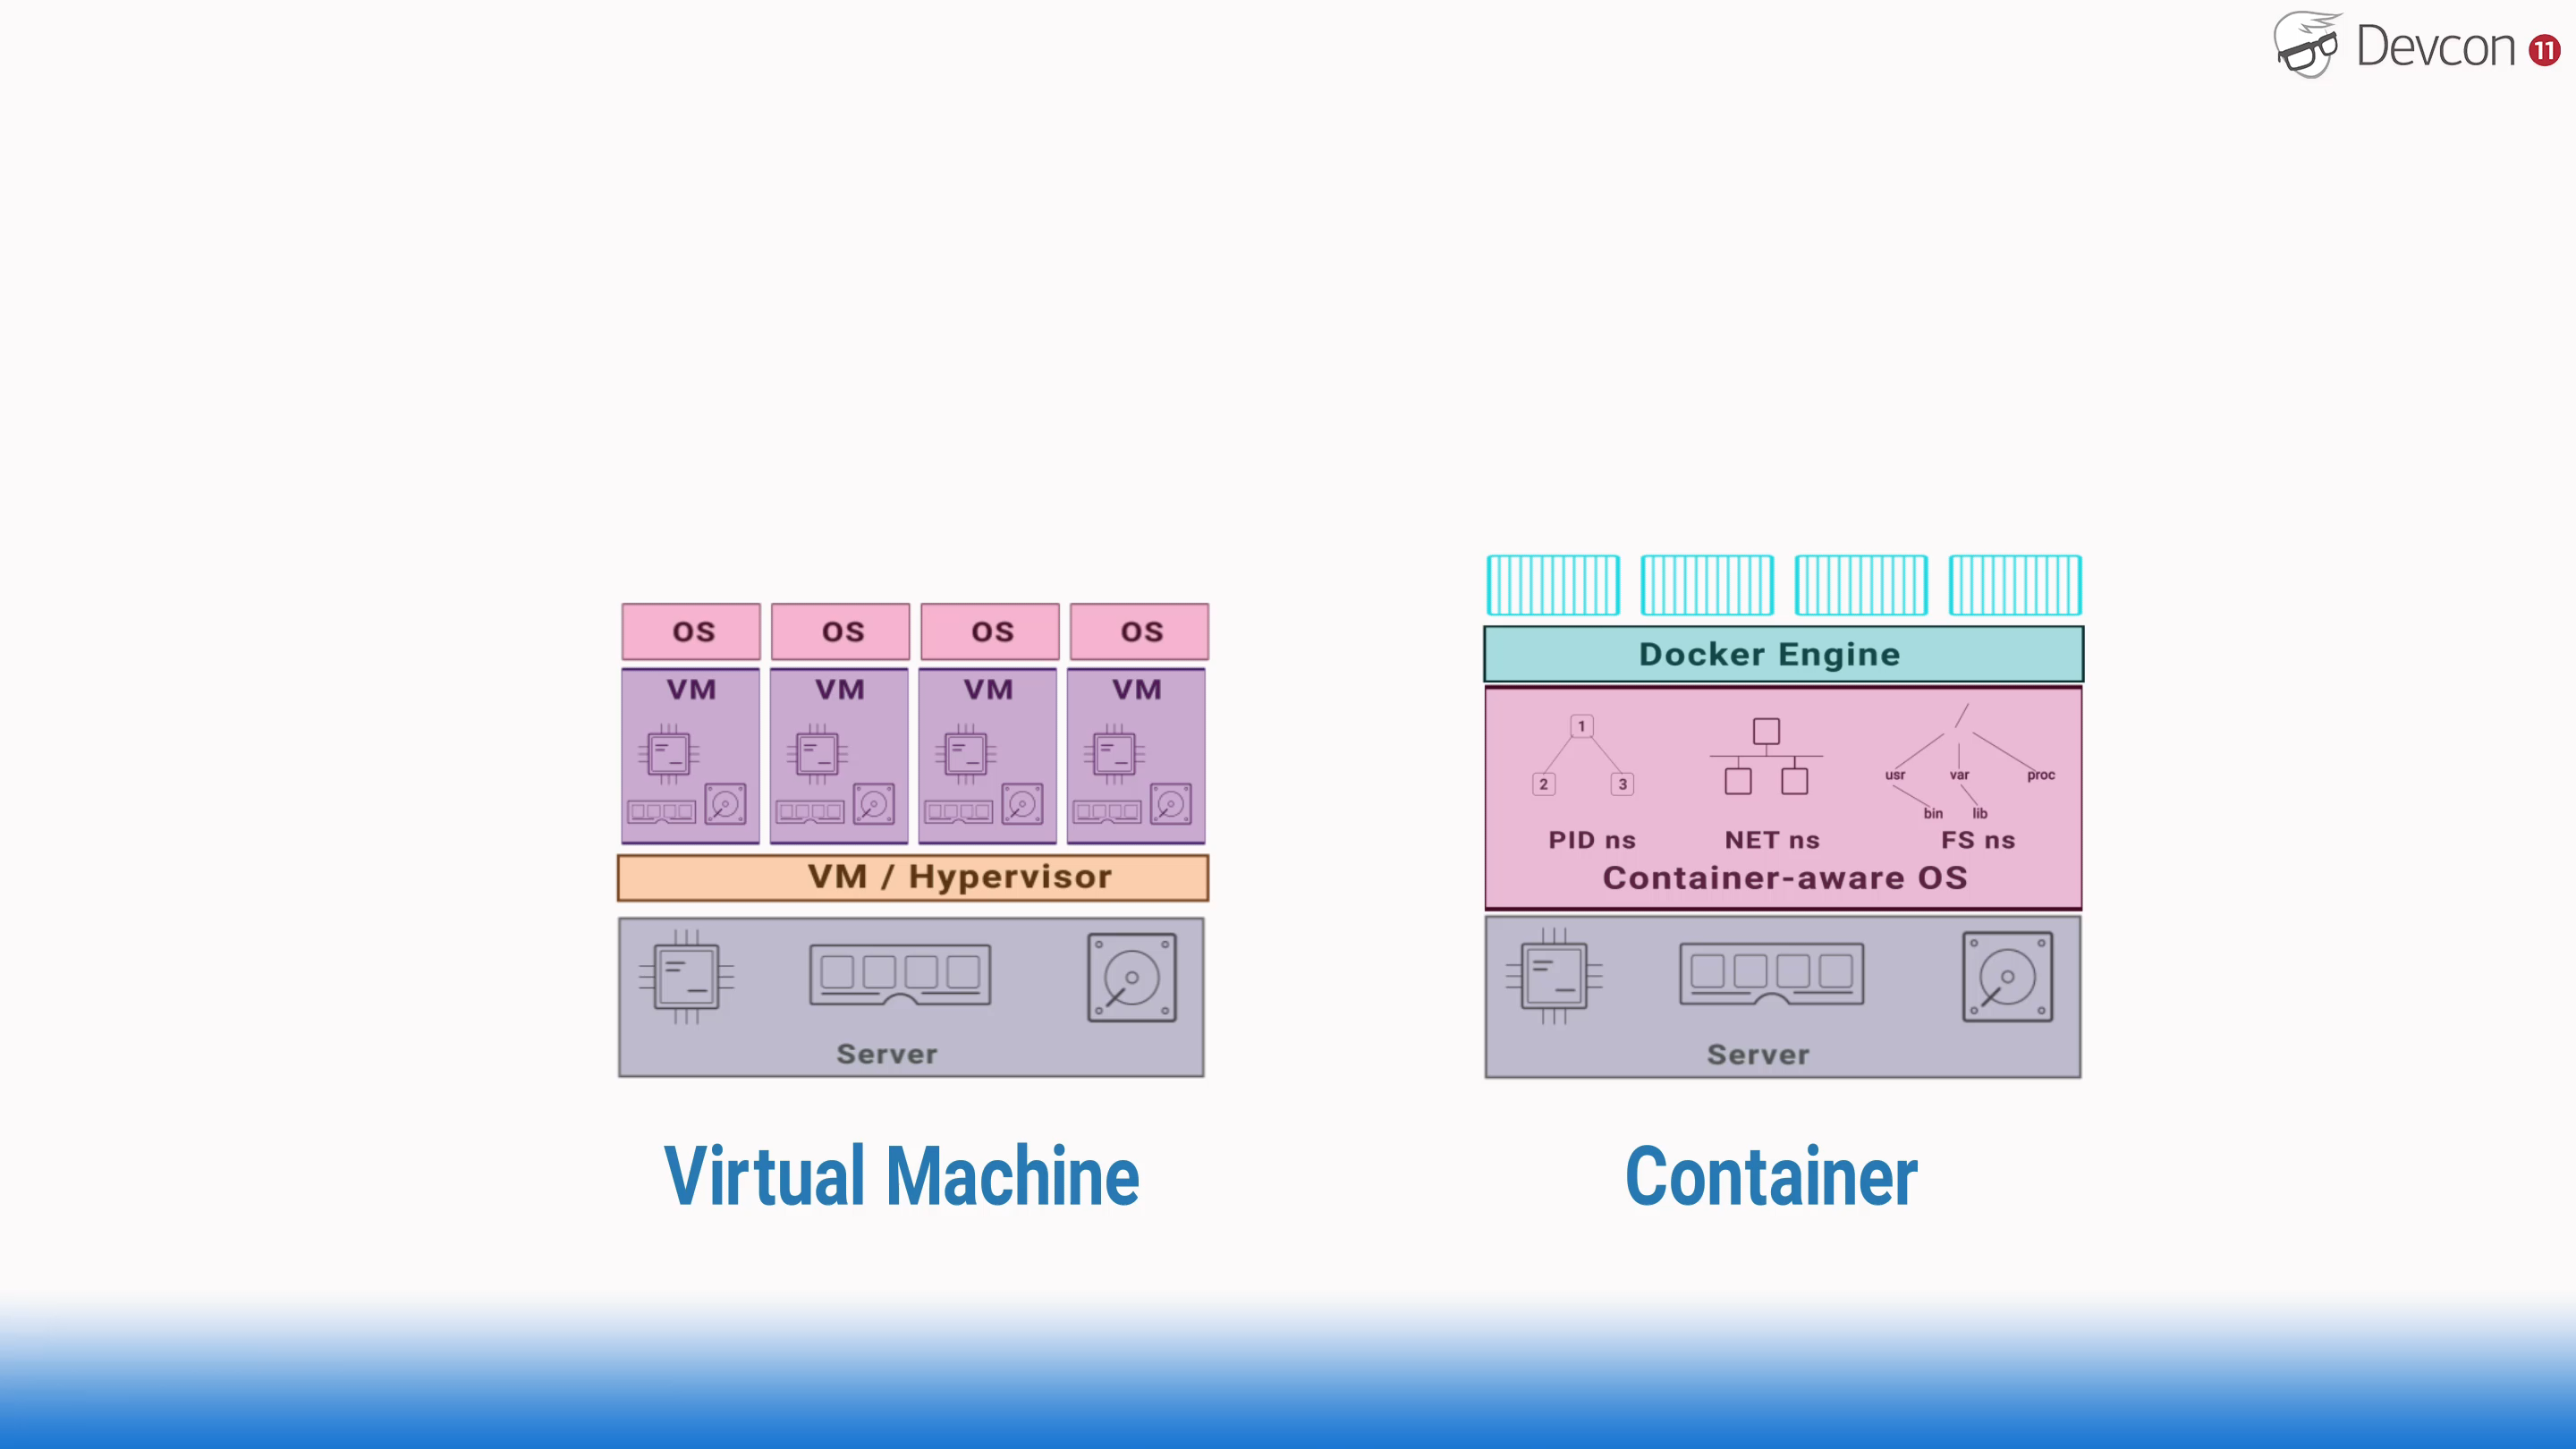 Devcon 11
OS OS OS OS
VM VM VM VM
VM / Hypervisor
Server
Virtual Machine
Docker Engine
1
2 3
usr var proc
bin lib
PID ns NET ns FS ns
Container-aware OS
Server
Container